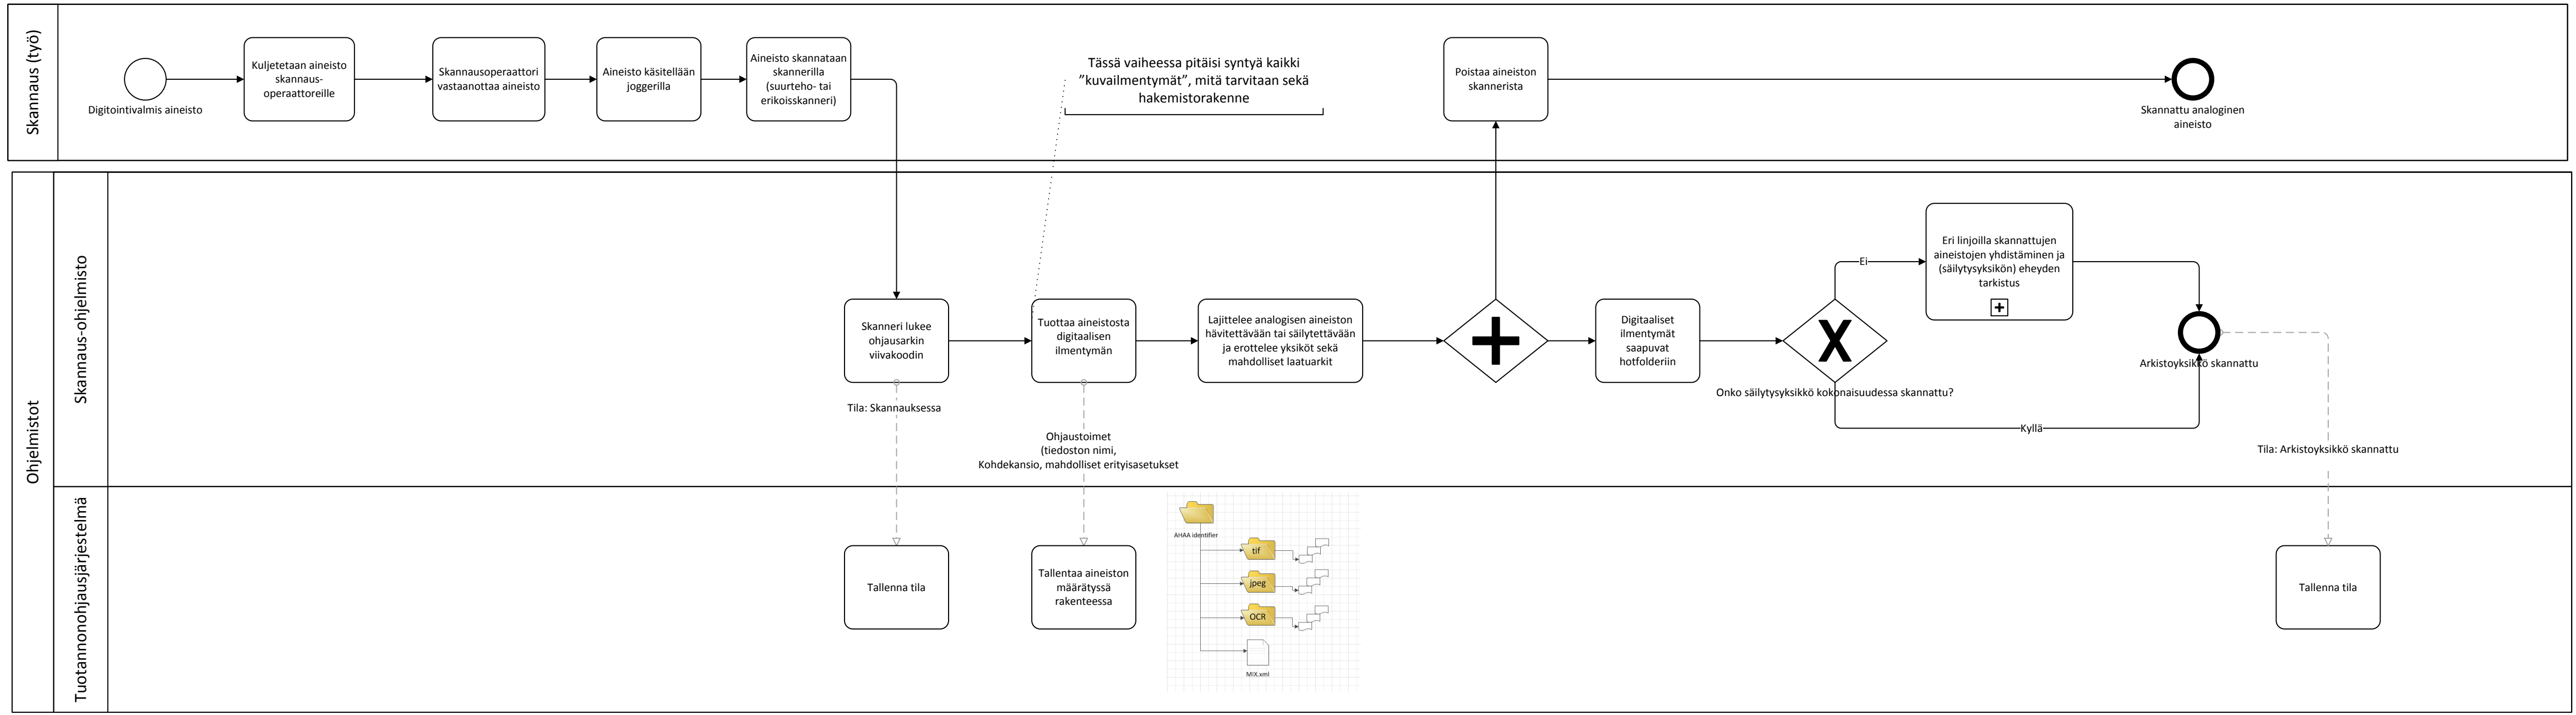 Skannaus (työ)
Digitointivalmis aineisto
Kuljetetaan aineisto
skannaus-
operaattoreille
Skannausoperaattori
vastaanottaa aineisto
Aineisto käsitellään
joggerilla
Aineisto skannataan
skannerilla
(suurteho- tai
erikoisskanneri)
Tässä vaiheessa pitäisi syntyä kaikki
”kuvailmentymät”, mitä tarvitaan sekä
hakemistorakenne
Poistaa aineiston
skannerista
Skannattu analoginen
aineisto
Ohjelmistot
Skannaus-ohjelmisto
Skanneri lukee
ohjausarkin
viivakoodin
Tuottaa aineistosta
digitaalisen
ilmentymän
Lajittelee analogisen aineiston
hävitettävään tai säilytettävään
ja erottelee yksiköt sekä
mahdolliset laatuarkit
Digitaaliset
ilmentymät
saapuvat
hotfolderiin
Onko säilytysyksikkö kokonaisuudessa skannattu?
Ei
Eri linjoilla skannattujen
aineistojen yhdistäminen ja
(säilytysyksikön) eheyden
tarkistus
Kyllä
Arkistoyksikkö skannattu
Tila: Skannauksessa
Ohjaustoimet
(tiedoston nimi,
Kohdekansio, mahdolliset erityisasetukset
Tila: Arkistoyksikkö skannattu
Tuotannonohjausjärjestelmä
Tallenna tila
Tallentaa aineiston
määrätyssä
rakenteessa
AHAA identifier
tif
jpeg
OCR
MIX.xml
Tallenna tila